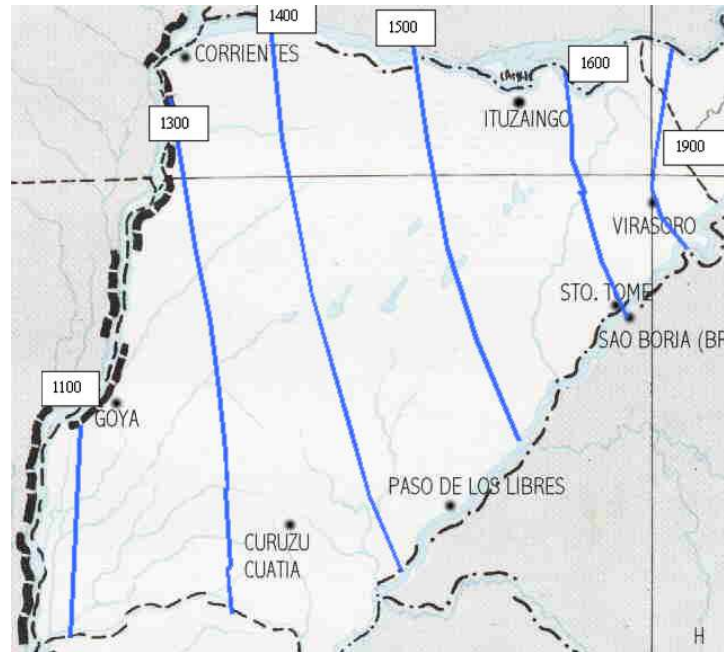 1400
1500
CORRIENTES
1600
1300
ITUZAINGO
1900
VIRASORO
STO. TOME
SAO BORJA (BR
1100
GOYA
PASO DE LOS LIBRES
CURUZU
CUATIA
H